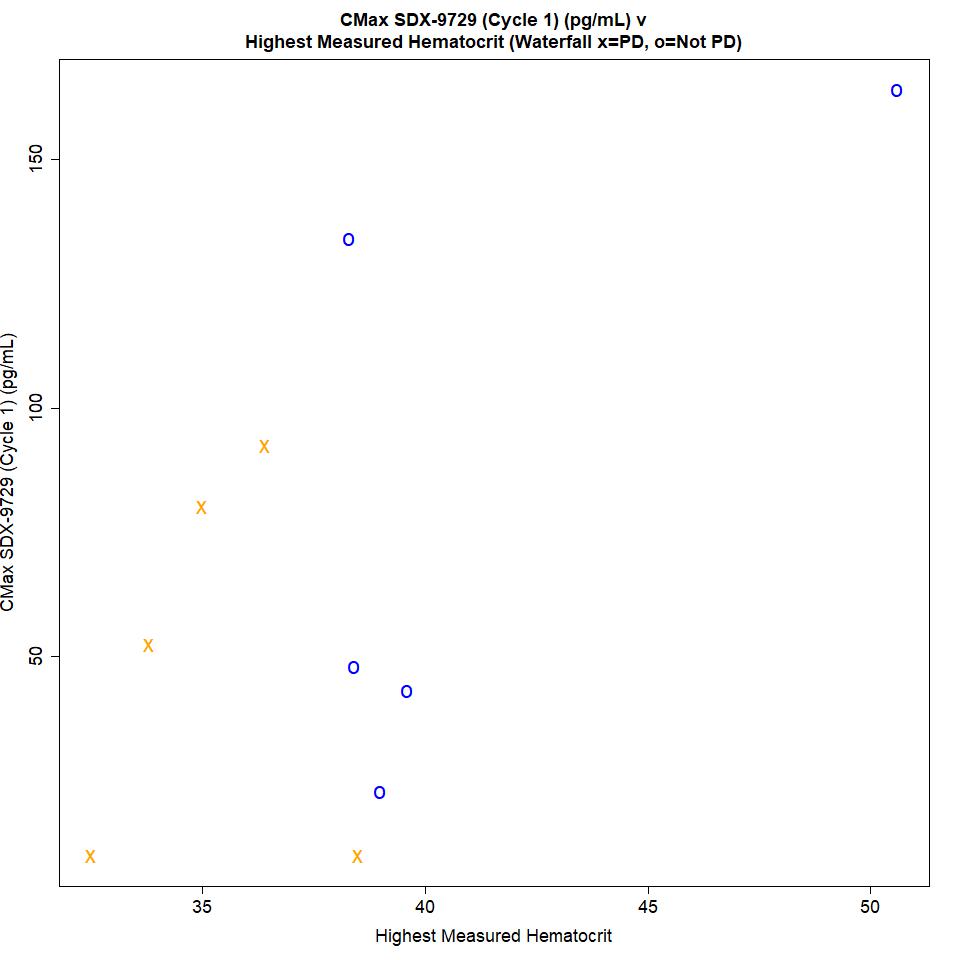 CMax SDX-9729 (Cycle 1) (pg/mL) v
Highest Measured Hematocrit (Waterfall x=PD, o=Not PD)
CMax SDX-9729 (Cycle 1) (pg/mL)
150
100
50
o
o
x
x
x
o
o
o
x
x
35
40
45
50
Highest Measured Hematocrit